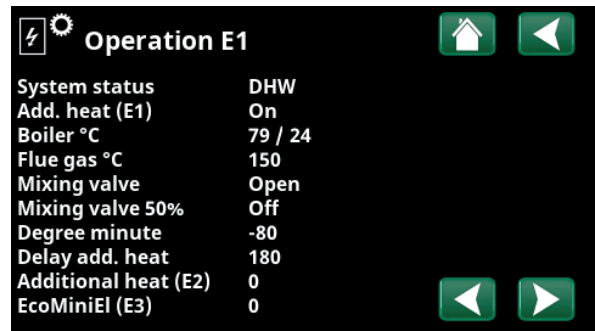 Operation E1
System status DHW
Add. heat (E1) On
Boiler °C 79 / 24
Flue gas °C 150
Mixing valve Open
Mixing valve 50% Off
Degree minute -80
Delay add. heat 180
Additional heat (E2) 0
EcoMiniEl (E3) 0